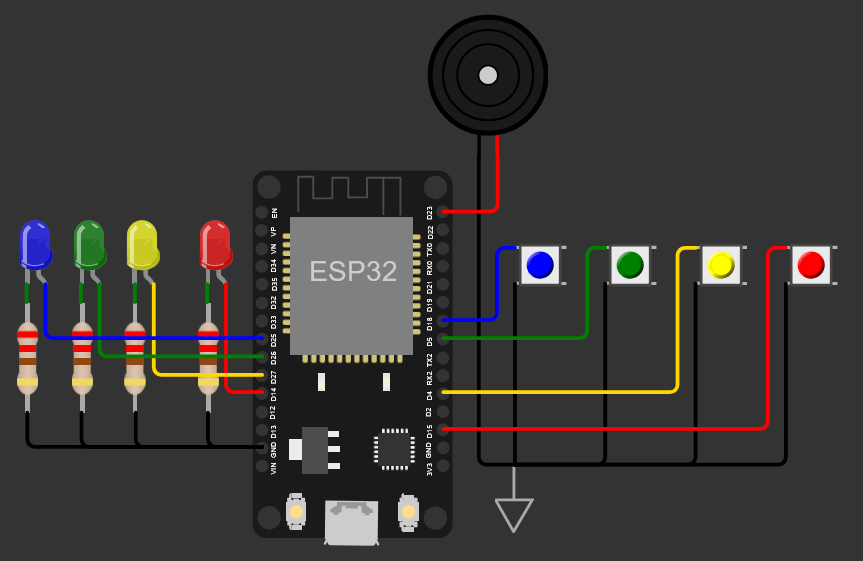 EN
VP
VN
D34
D35
D32
D33
D25
D26
D27
D14
D12
D13
GND
VIN
ESP32
D23
D22
TX0
RX0
D21
D19
D18
D5
TX2
RX2
D4
D2
D15
GND
3V3